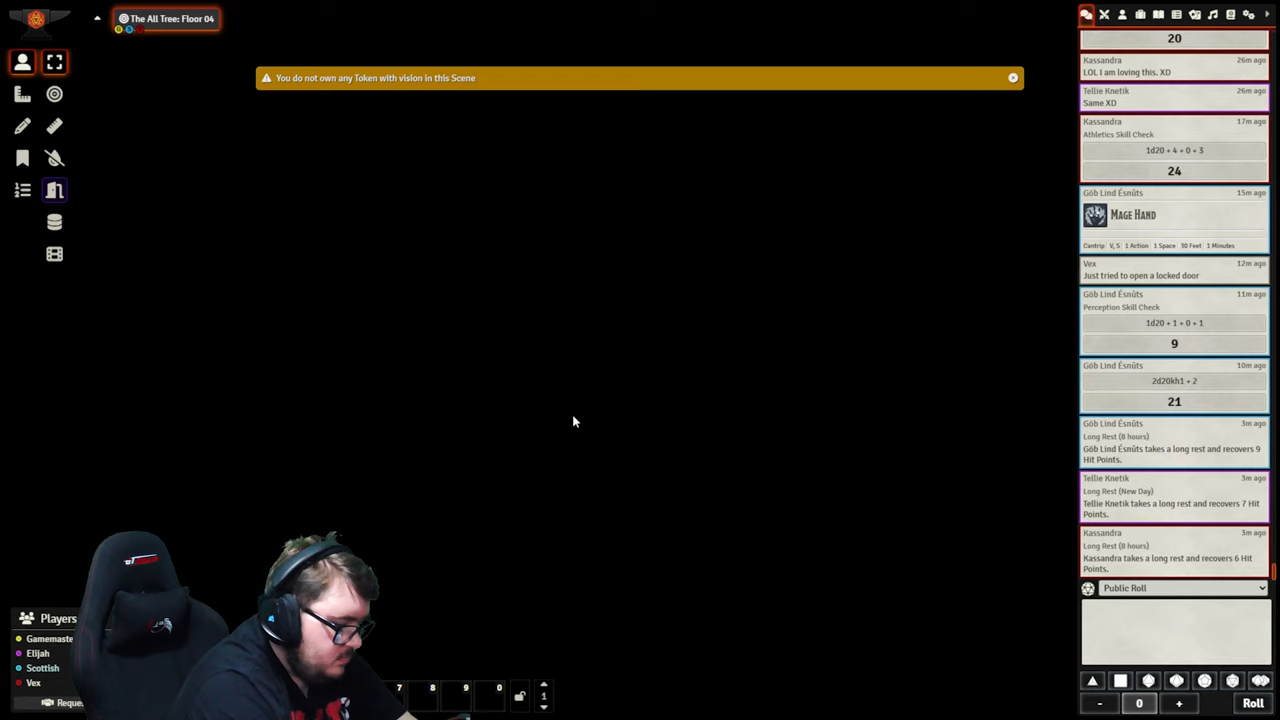 The All Tree: Floor 04
G S
You do not own any Token with vision in this Scene
20
Kassandra 26m ago
LOL I am loving this. XD
Tellie Knetik 26m ago
Same XD
Kassandra 17m ago
Athletics Skill Check
1d20 + 4 + 0 + 3
24
Göb Lind Ésnûts 15m ago
Mage Hand
Cantrip V, S 1 Action 1 Space 30 Feet 1 Minutes
Vex 12m ago
Just tried to open a locked door
Göb Lind Ésnûts 11m ago
Perception Skill Check
1d20 + 1 + 0 + 1
9
Göb Lind Ésnûts 10m ago
2d20kh1 + 2
21
Göb Lind Ésnûts 3m ago
Long Rest (8 hours)
Göb Lind Ésnûts takes a long rest and recovers 9
Hit Points.
Tellie Knetik 3m ago
Long Rest (New Day)
Tellie Knetik takes a long rest and recovers 7 Hit
Points.
Kassandra 3m ago
Long Rest (8 hours)
Kassandra takes a long rest and recovers 6 Hit
Points.
Public Roll
- 0 + Roll
Players
Gamemaste
Elijah
Scottish
Vex
Reque
7 8 9 0
1